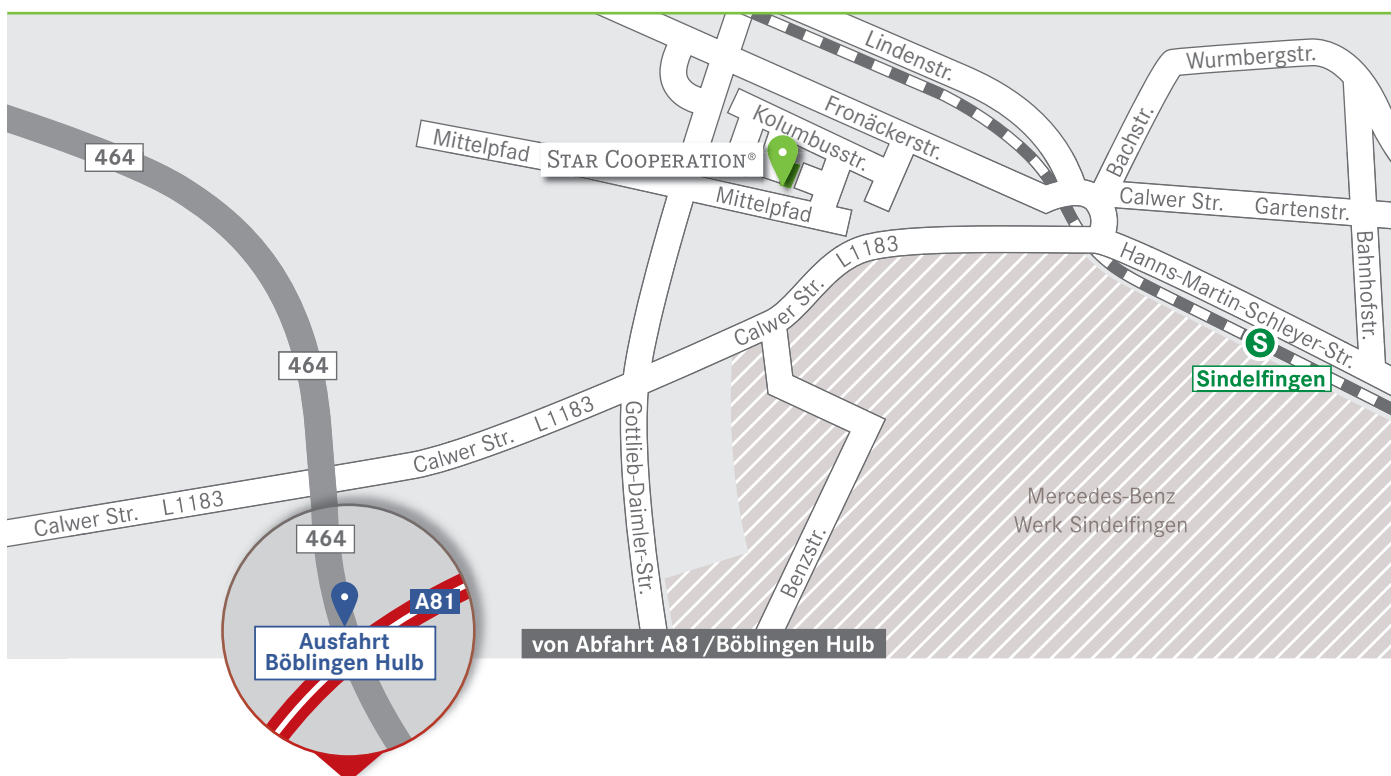 Lindenstr.
Wurmbergstr.
Fronäckerstr.
Kolumbusstr.
Bachstr.
464
Mittelpfad
STAR COOPERATION®
Mittelpfad
Calwer Str.
Gartenstr.
L1183
Hanns-Martin-Schleyer-Str.
Bahnhofstr.
Calwer Str.
S
Sindelfingen
464
L1183
Calwer Str.
Gottlieb-Daimler-Str.
Calwer Str.
L1183
Mercedes-Benz
Werk Sindelfingen
464
Benzstr.
A81
Ausfahrt
Böblingen Hulb
von Abfahrt A81/Böblingen Hulb